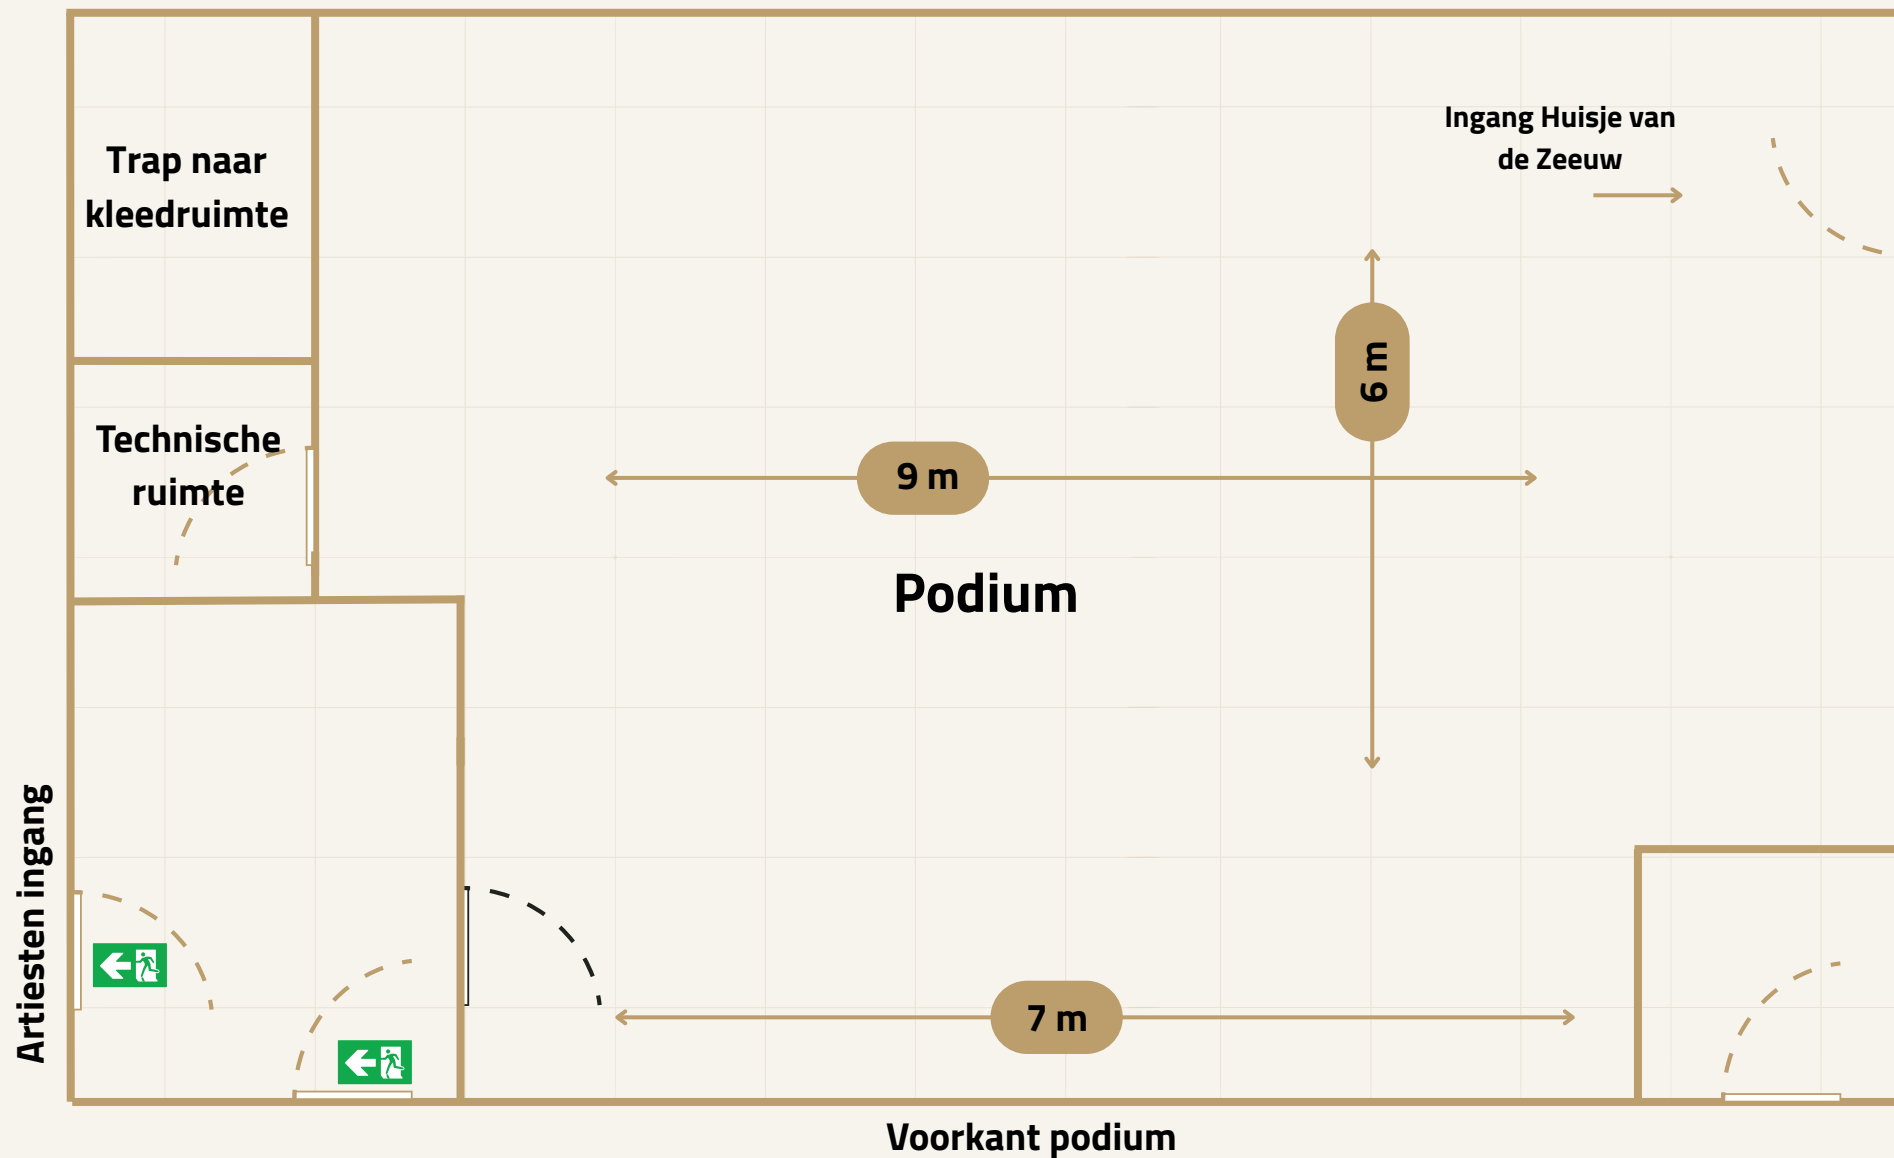 Ingang Huisje van
de Zeeuw
Trap naar
kleedruimte
6 m
Technische
ruimte
9 m
Podium
Artiesten ingang
7 m
Voorkant podium